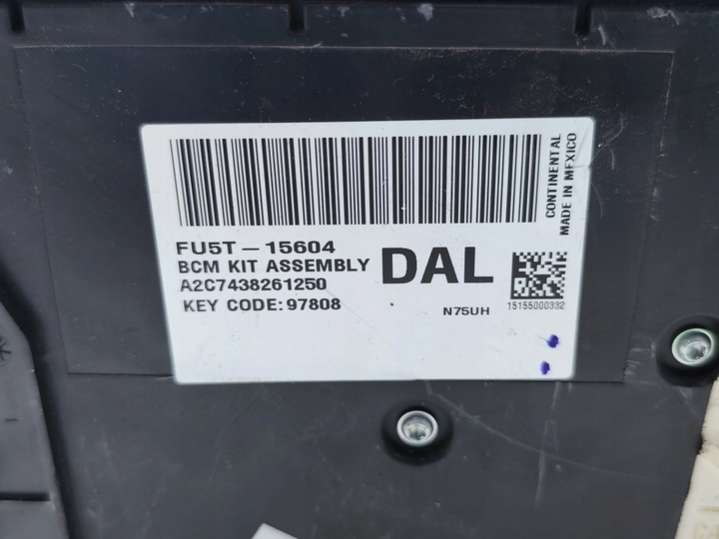 FU5T-15604
BCM KIT ASSEMBLY
DAL
A2C7438261250
KEY CODE: 97808
N75UH
15155000332
CONTINENTAL
MADE IN MEXICO